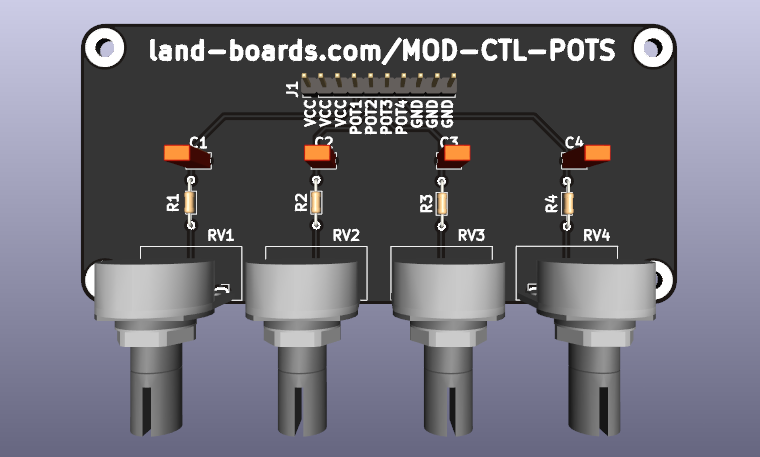 land-boards.com/MOD-CTL-POTS
J1
VCC
VCC
VCC
POT1
POT2
POT3
POT4
GND
GND
GND
C1
C2
C3
C4
R1
R2
R3
R4
RV1
RV2
RV3
RV4